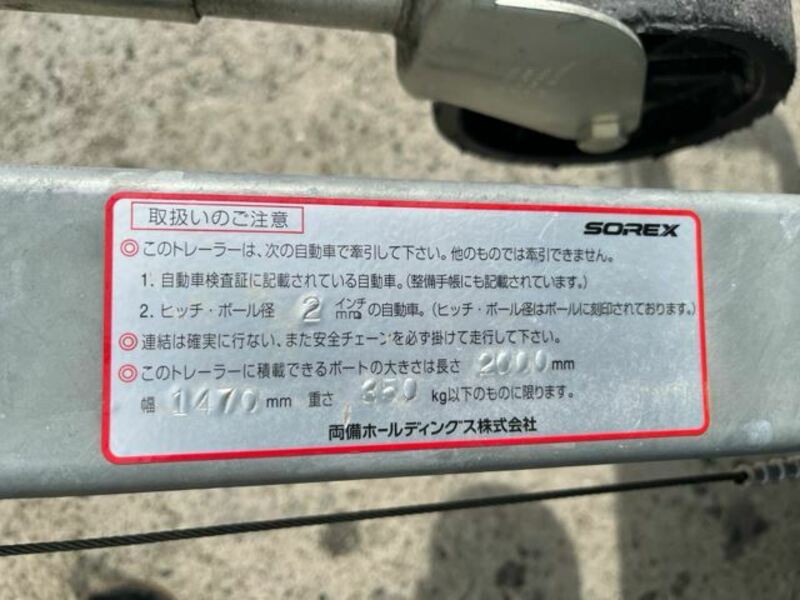 取扱いのご注意
SOREX
◎このトレーラーは、次の自動車で牽引して下さい。他のものでは牽引できません。
1. 自動車検査証に記載されている自動車。(整備手帳にも記載されています。)
2. ヒッチ・ボール径 2 インチ mm の自動車。(ヒッチ・ボール径はボールに刻印されております。)
◎連結は確実に行ない、また安全チェーンを必ず掛けて走行して下さい。
◎このトレーラーに積載できるボートの大きさは長さ 2000 mm
幅 1470 mm 重さ 350 kg以下のものに限ります。
両備ホールディングス株式会社